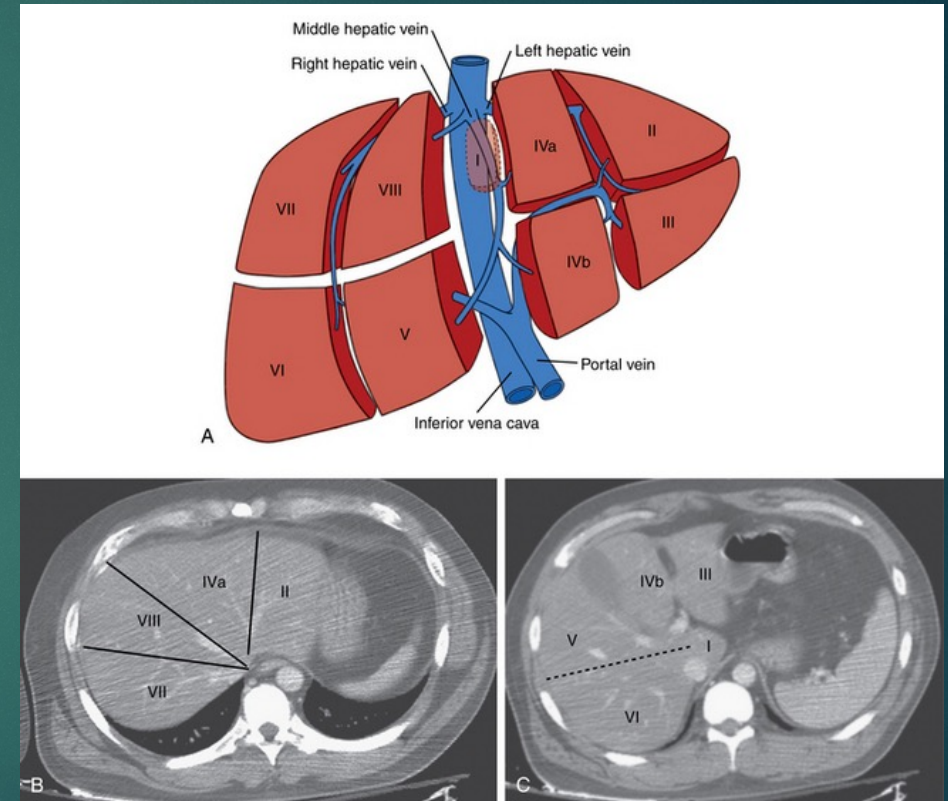 Middle hepatic vein
Left hepatic vein
Right hepatic vein
IVa
II
I
VIII
VII
III
IVb
V
VI
Portal vein
Inferior vena cava
A
IVa
II
VIII
VII
B
IVb
III
V
I
VI
C